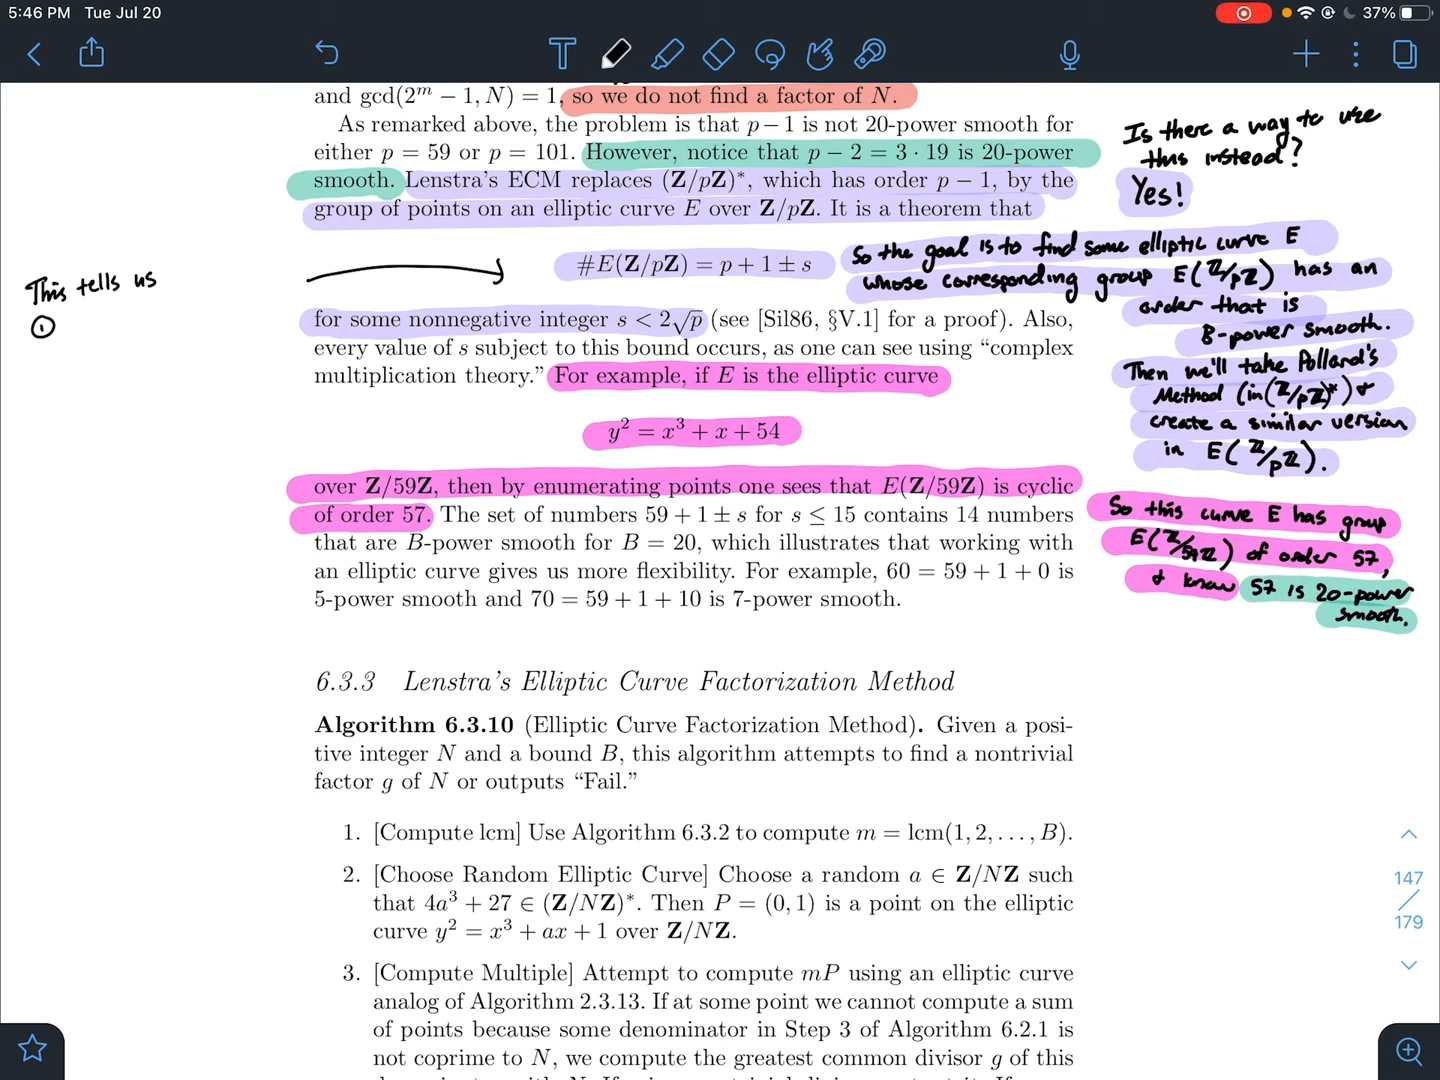 5:46 PM Tue Jul 20
37%
and gcd(2^m − 1, N) = 1, so we do not find a factor of N.
As remarked above, the problem is that p − 1 is not 20-power smooth for
either p = 59 or p = 101. However, notice that p − 2 = 3 · 19 is 20-power
smooth. Lenstra's ECM replaces (Z/pZ)*, which has order p − 1, by the
group of points on an elliptic curve E over Z/pZ. It is a theorem that
#E(Z/pZ) = p + 1 ± s
for some nonnegative integer s < 2√p (see [Sil86, §V.1] for a proof). Also,
every value of s subject to this bound occurs, as one can see using "complex
multiplication theory." For example, if E is the elliptic curve
y² = x³ + x + 54
over Z/59Z, then by enumerating points one sees that E(Z/59Z) is cyclic
of order 57. The set of numbers 59 + 1 ± s for s ≤ 15 contains 14 numbers
that are B-power smooth for B = 20, which illustrates that working with
an elliptic curve gives us more flexibility. For example, 60 = 59 + 1 + 0 is
5-power smooth and 70 = 59 + 1 + 10 is 7-power smooth.
6.3.3 Lenstra's Elliptic Curve Factorization Method
Algorithm 6.3.10 (Elliptic Curve Factorization Method). Given a posi-
tive integer N and a bound B, this algorithm attempts to find a nontrivial
factor g of N or outputs "Fail."
1. [Compute lcm] Use Algorithm 6.3.2 to compute m = lcm(1, 2, . . . , B).
2. [Choose Random Elliptic Curve] Choose a random a ∈ Z/NZ such
that 4a³ + 27 ∈ (Z/NZ)*. Then P = (0, 1) is a point on the elliptic
curve y² = x³ + ax + 1 over Z/NZ.
3. [Compute Multiple] Attempt to compute mP using an elliptic curve
analog of Algorithm 2.3.13. If at some point we cannot compute a sum
of points because some denominator in Step 3 of Algorithm 6.2.1 is
not coprime to N, we compute the greatest common divisor g of this
This tells us
①
Is there a way to use
this instead?
Yes!
So the goal is to find some elliptic curve E
whose corresponding group E(Z/pZ) has an
order that is
B-power smooth.
Then we'll take Pollard's
Method (in (Z/pZ)*) &
create a similar version
in E(Z/pZ).
So this curve E has group
E(Z/59Z) of order 57,
& know 57 is 20-power
smooth.
147
179